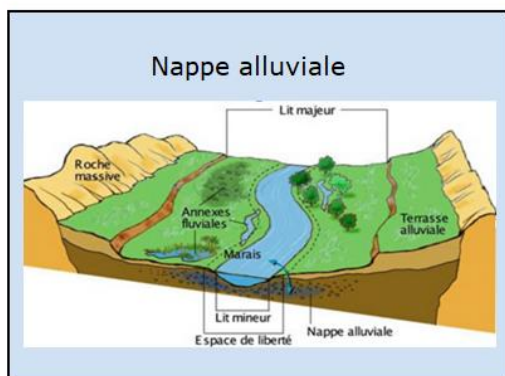 Nappe alluviale
Lit majeur
Roche
massive
Annexes
fluviales
Terrasse
alluviale
Marais
Lit mineur
Nappe alluviale
Espace de liberté